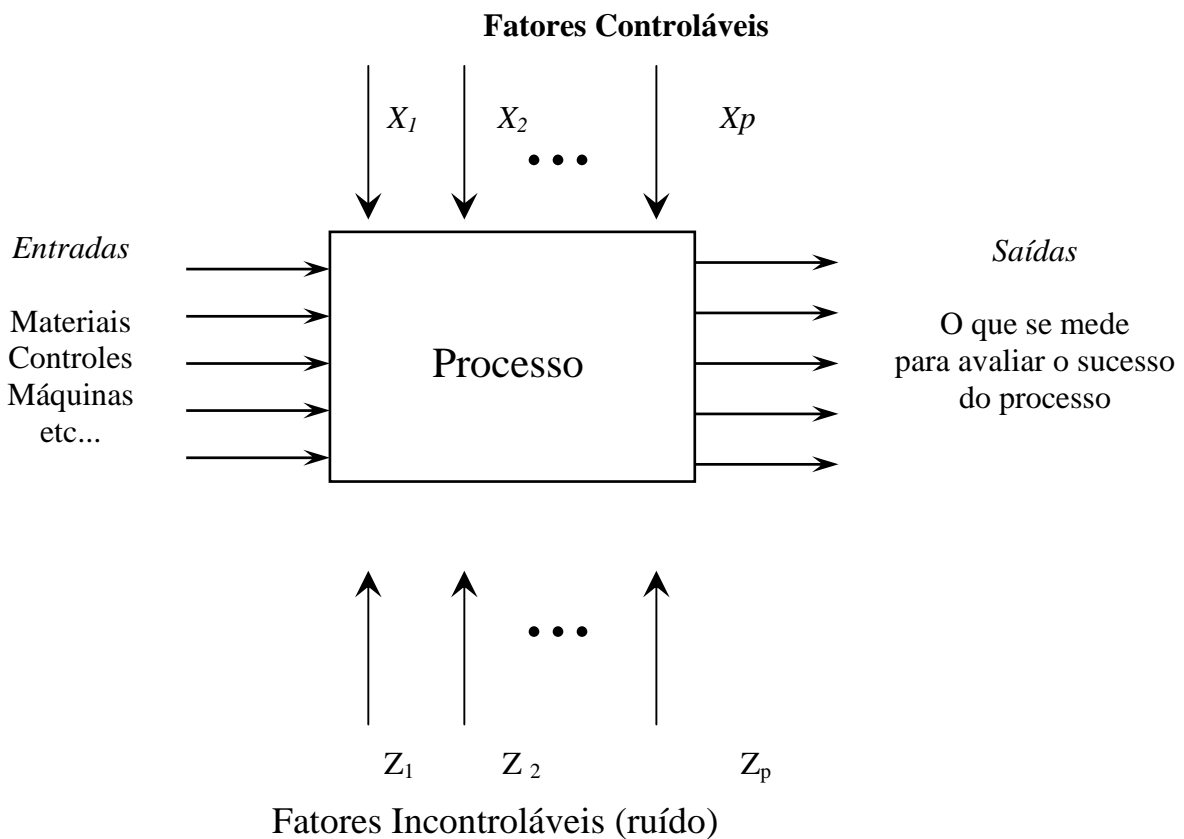 Fatores Controláveis
X1 X2 Xp
Entradas
Materiais
Controles
Máquinas
etc...
Processo
Saídas
O que se mede
para avaliar o sucesso
do processo
Z1 Z 2 Zp
Fatores Incontroláveis (ruído)